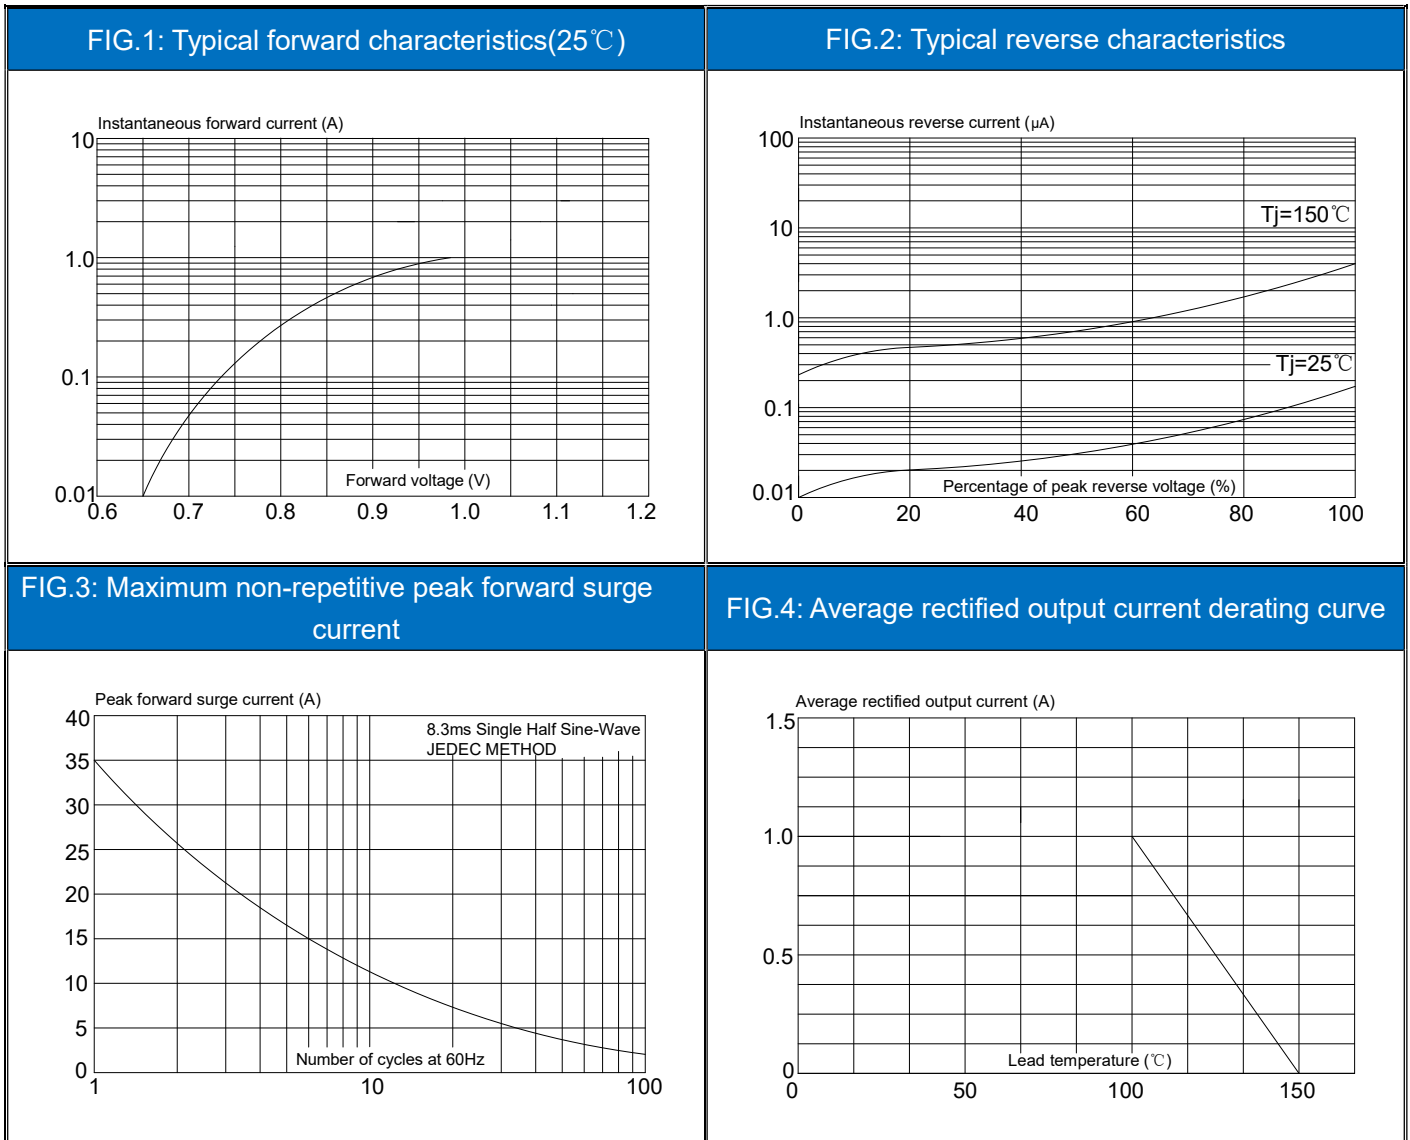 FIG.1: Typical forward characteristics(25℃)
Instantaneous forward current (A)
10
1.0
0.1
0.01
Forward voltage (V)
0.6 0.7 0.8 0.9 1.0 1.1 1.2
FIG.2: Typical reverse characteristics
Instantaneous reverse current (μA)
100
Tj=150℃
10
1.0
Tj=25℃
0.1
0.01
Percentage of peak reverse voltage (%)
0 20 40 60 80 100
FIG.3: Maximum non-repetitive peak forward surge
current
Peak forward surge current (A)
40
8.3ms Single Half Sine-Wave
JEDEC METHOD
35
30
25
20
15
10
5
0
Number of cycles at 60Hz
1 10 100
FIG.4: Average rectified output current derating curve
Average rectified output current (A)
1.5
1.0
0.5
0
Lead temperature (℃)
0 50 100 150